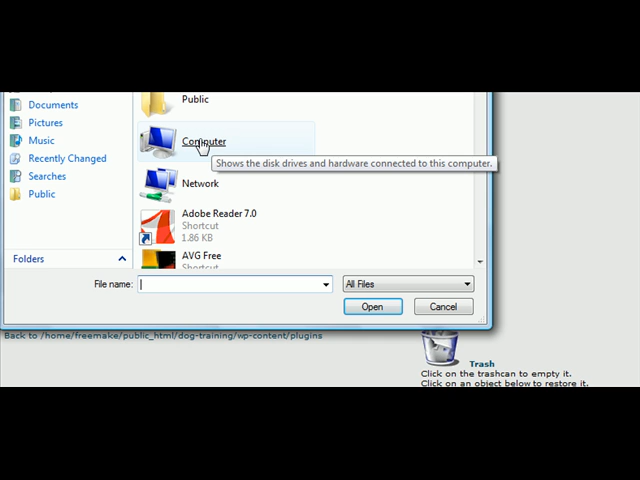 Public
Documents
Pictures
Music
Recently Changed
Searches
Public
Computer
Shows the disk drives and hardware connected to this computer.
Network
Adobe Reader 7.0
Shortcut
1.86 KB
AVG Free
Shortcut
Folders
File name:
All Files
Open
Cancel
Back to /home/freemake/public_html/dog-training/wp-content/plugins
Trash
Click on the trashcan to empty it.
Click on an object below to restore it.